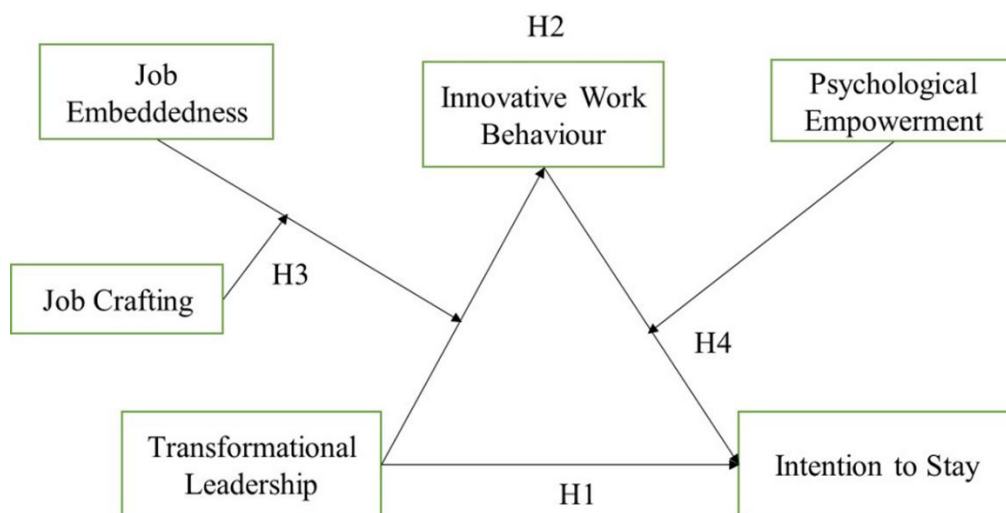 H2
Job
Embeddedness
Innovative Work
Behaviour
Psychological
Empowerment
H3
Job Crafting
H4
Transformational
Leadership
Intention to Stay
H1